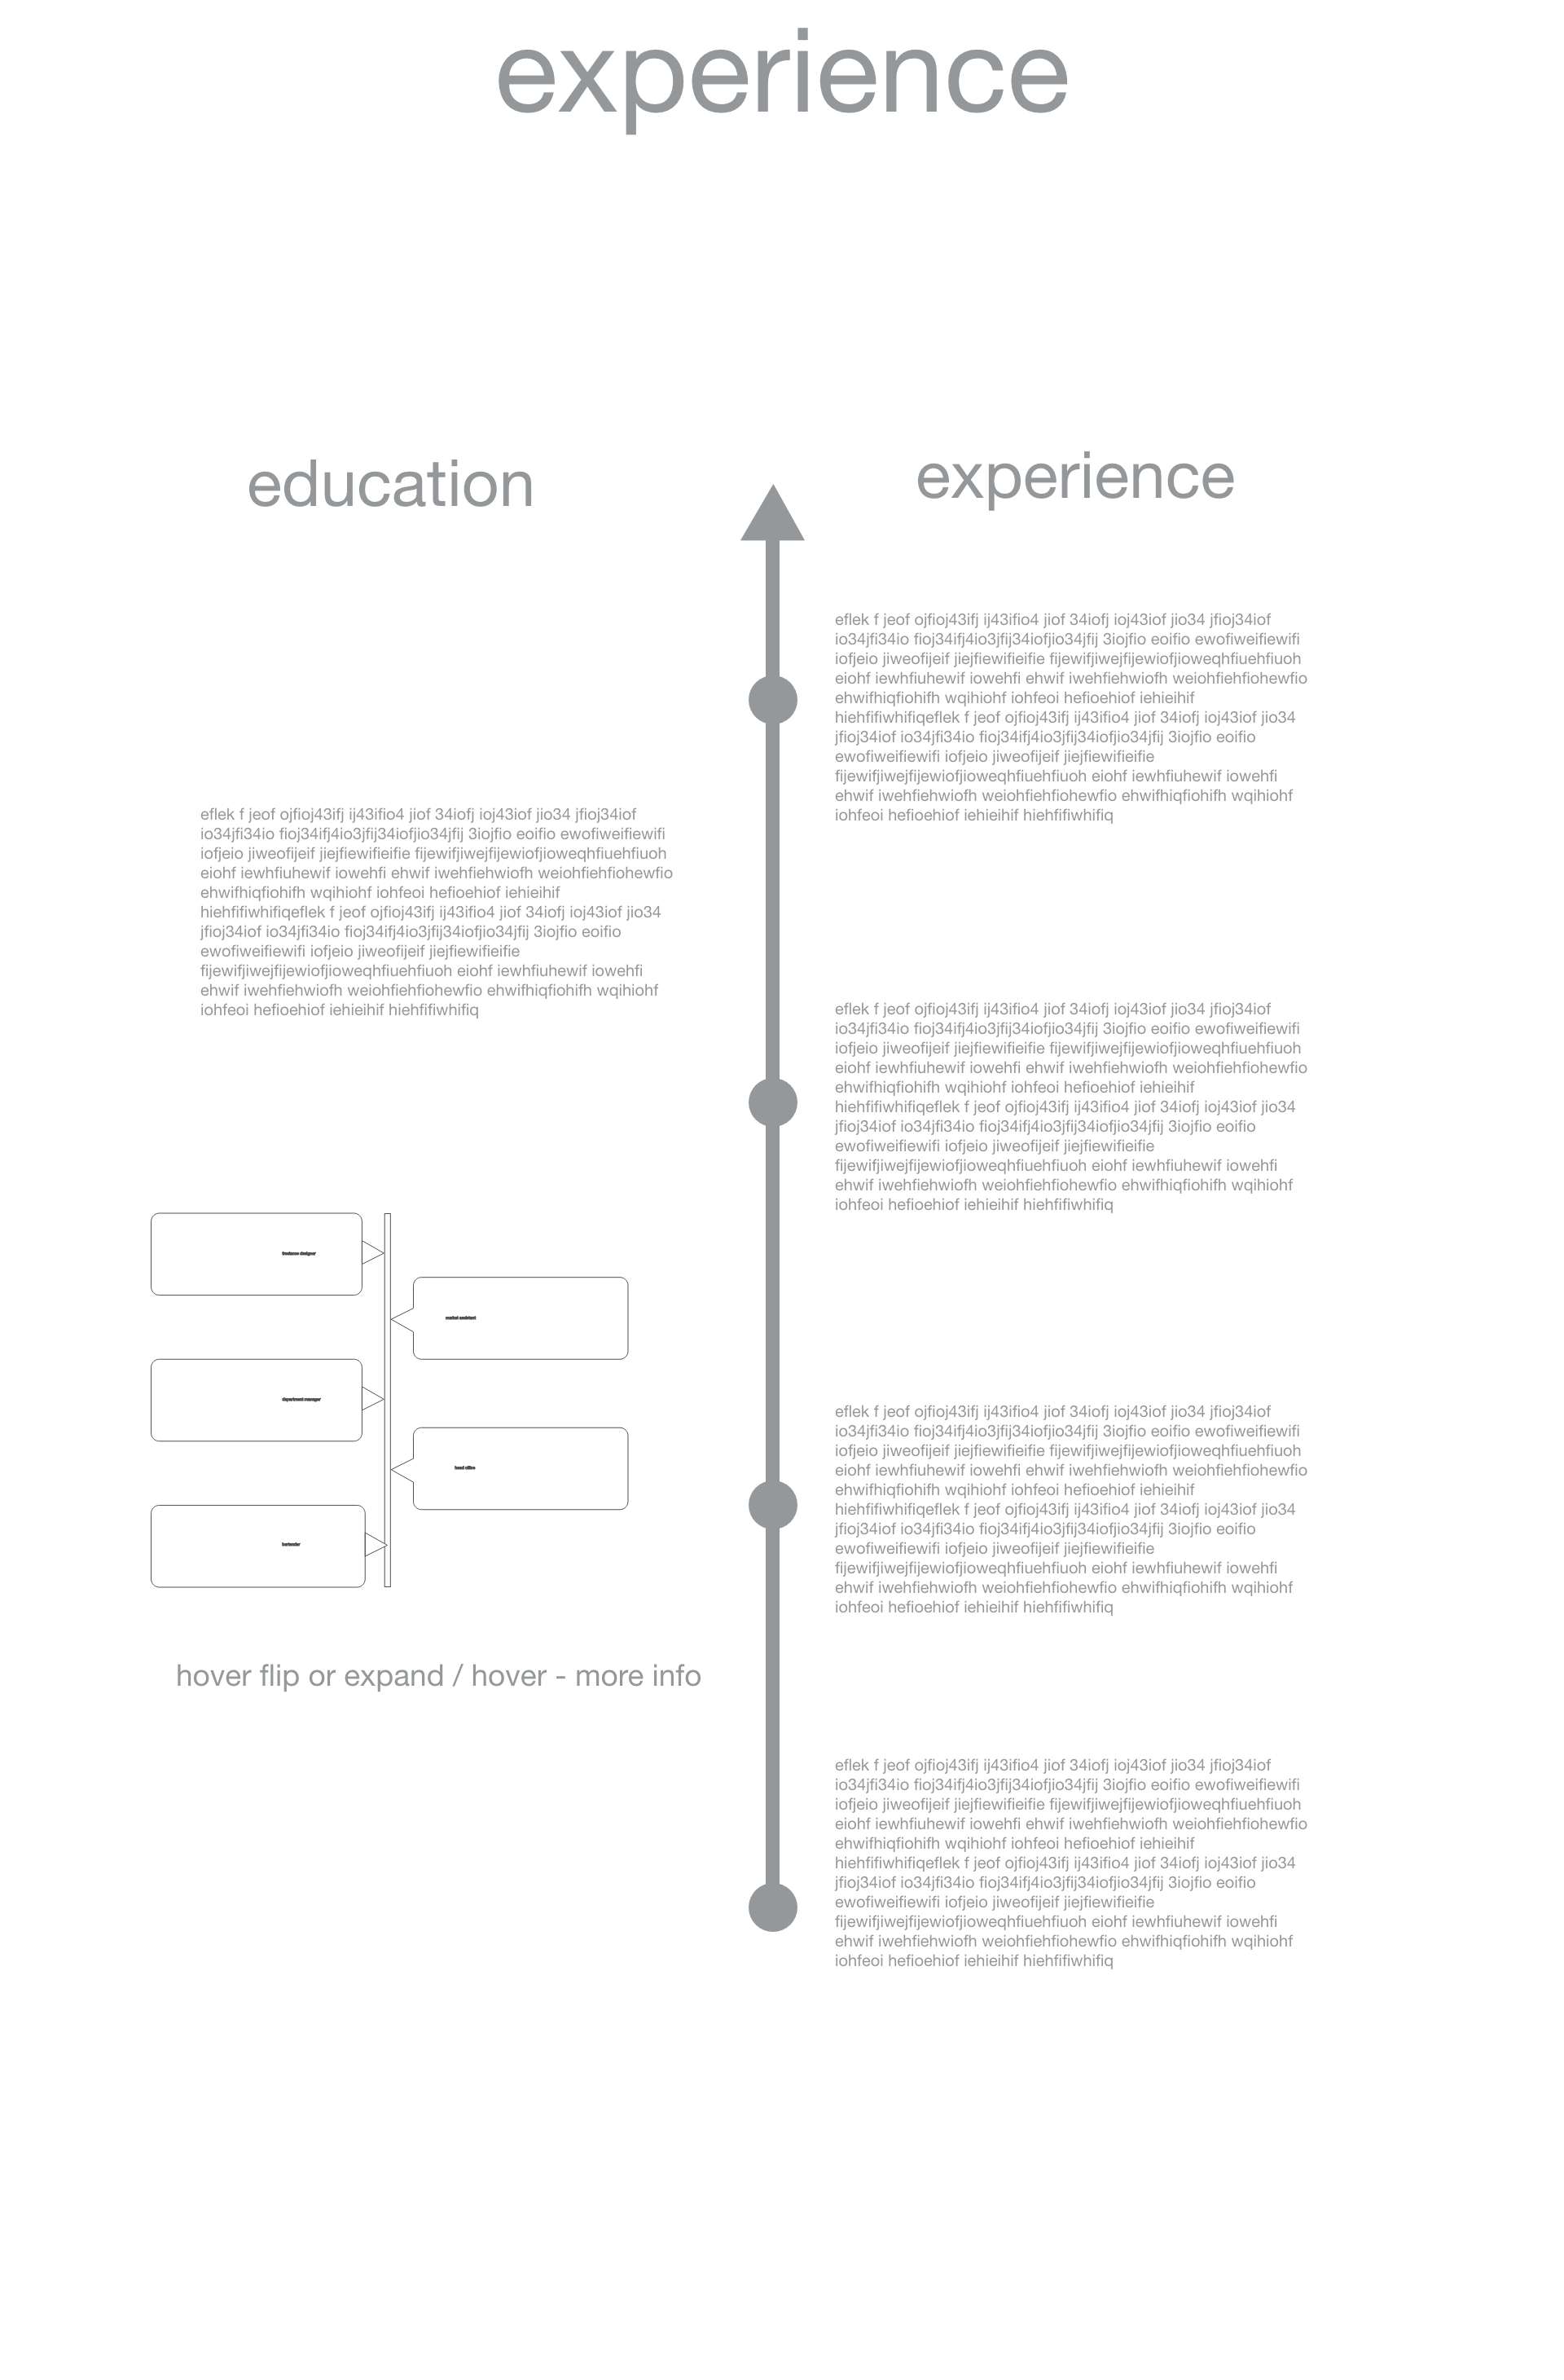 experience
education
experience
eflek f jeof ojfioj43ifj ij43ifio4 jiof 34iofj ioj43iof jio34 jfioj34iof
io34jfi34io fioj34ifj4io3jfij34iofjio34jfij 3iojfio eoifio ewofiweifiewifi
iofjeio jiweofijeif jiejfiewifieifie fijewifjiwejfijewiofjioweqhfiuehfiuoh
eiohf iewhfiuhewif iowehfi ehwif iwehfiehwiofh weiohfiehfiohewfio
ehwifhiqfiohifh wqihiohf iohfeoi hefioehiof iehieihif
hiehfifiwhifiqeflek f jeof ojfioj43ifj ij43ifio4 jiof 34iofj ioj43iof jio34
jfioj34iof io34jfi34io fioj34ifj4io3jfij34iofjio34jfij 3iojfio eoifio
ewofiweifiewifi iofjeio jiweofijeif jiejfiewifieifie
fijewifjiwejfijewiofjioweqhfiuehfiuoh eiohf iewhfiuhewif iowehfi
ehwif iwehfiehwiofh weiohfiehfiohewfio ehwifhiqfiohifh wqihiohf
iohfeoi hefioehiof iehieihif hiehfifiwhifiq
eflek f jeof ojfioj43ifj ij43ifio4 jiof 34iofj ioj43iof jio34 jfioj34iof
io34jfi34io fioj34ifj4io3jfij34iofjio34jfij 3iojfio eoifio ewofiweifiewifi
iofjeio jiweofijeif jiejfiewifieifie fijewifjiwejfijewiofjioweqhfiuehfiuoh
eiohf iewhfiuhewif iowehfi ehwif iwehfiehwiofh weiohfiehfiohewfio
ehwifhiqfiohifh wqihiohf iohfeoi hefioehiof iehieihif
hiehfifiwhifiqeflek f jeof ojfioj43ifj ij43ifio4 jiof 34iofj ioj43iof jio34
jfioj34iof io34jfi34io fioj34ifj4io3jfij34iofjio34jfij 3iojfio eoifio
ewofiweifiewifi iofjeio jiweofijeif jiejfiewifieifie
fijewifjiwejfijewiofjioweqhfiuehfiuoh eiohf iewhfiuhewif iowehfi
ehwif iwehfiehwiofh weiohfiehfiohewfio ehwifhiqfiohifh wqihiohf
iohfeoi hefioehiof iehieihif hiehfifiwhifiq
eflek f jeof ojfioj43ifj ij43ifio4 jiof 34iofj ioj43iof jio34 jfioj34iof
io34jfi34io fioj34ifj4io3jfij34iofjio34jfij 3iojfio eoifio ewofiweifiewifi
iofjeio jiweofijeif jiejfiewifieifie fijewifjiwejfijewiofjioweqhfiuehfiuoh
eiohf iewhfiuhewif iowehfi ehwif iwehfiehwiofh weiohfiehfiohewfio
ehwifhiqfiohifh wqihiohf iohfeoi hefioehiof iehieihif
hiehfifiwhifiqeflek f jeof ojfioj43ifj ij43ifio4 jiof 34iofj ioj43iof jio34
jfioj34iof io34jfi34io fioj34ifj4io3jfij34iofjio34jfij 3iojfio eoifio
ewofiweifiewifi iofjeio jiweofijeif jiejfiewifieifie
fijewifjiwejfijewiofjioweqhfiuehfiuoh eiohf iewhfiuhewif iowehfi
ehwif iwehfiehwiofh weiohfiehfiohewfio ehwifhiqfiohifh wqihiohf
iohfeoi hefioehiof iehieihif hiehfifiwhifiq
freelance designer
market assistant
department manager
head office
bartender
eflek f jeof ojfioj43ifj ij43ifio4 jiof 34iofj ioj43iof jio34 jfioj34iof
io34jfi34io fioj34ifj4io3jfij34iofjio34jfij 3iojfio eoifio ewofiweifiewifi
iofjeio jiweofijeif jiejfiewifieifie fijewifjiwejfijewiofjioweqhfiuehfiuoh
eiohf iewhfiuhewif iowehfi ehwif iwehfiehwiofh weiohfiehfiohewfio
ehwifhiqfiohifh wqihiohf iohfeoi hefioehiof iehieihif
hiehfifiwhifiqeflek f jeof ojfioj43ifj ij43ifio4 jiof 34iofj ioj43iof jio34
jfioj34iof io34jfi34io fioj34ifj4io3jfij34iofjio34jfij 3iojfio eoifio
ewofiweifiewifi iofjeio jiweofijeif jiejfiewifieifie
fijewifjiwejfijewiofjioweqhfiuehfiuoh eiohf iewhfiuhewif iowehfi
ehwif iwehfiehwiofh weiohfiehfiohewfio ehwifhiqfiohifh wqihiohf
iohfeoi hefioehiof iehieihif hiehfifiwhifiq
hover flip or expand / hover - more info
eflek f jeof ojfioj43ifj ij43ifio4 jiof 34iofj ioj43iof jio34 jfioj34iof
io34jfi34io fioj34ifj4io3jfij34iofjio34jfij 3iojfio eoifio ewofiweifiewifi
iofjeio jiweofijeif jiejfiewifieifie fijewifjiwejfijewiofjioweqhfiuehfiuoh
eiohf iewhfiuhewif iowehfi ehwif iwehfiehwiofh weiohfiehfiohewfio
ehwifhiqfiohifh wqihiohf iohfeoi hefioehiof iehieihif
hiehfifiwhifiqeflek f jeof ojfioj43ifj ij43ifio4 jiof 34iofj ioj43iof jio34
jfioj34iof io34jfi34io fioj34ifj4io3jfij34iofjio34jfij 3iojfio eoifio
ewofiweifiewifi iofjeio jiweofijeif jiejfiewifieifie
fijewifjiwejfijewiofjioweqhfiuehfiuoh eiohf iewhfiuhewif iowehfi
ehwif iwehfiehwiofh weiohfiehfiohewfio ehwifhiqfiohifh wqihiohf
iohfeoi hefioehiof iehieihif hiehfifiwhifiq